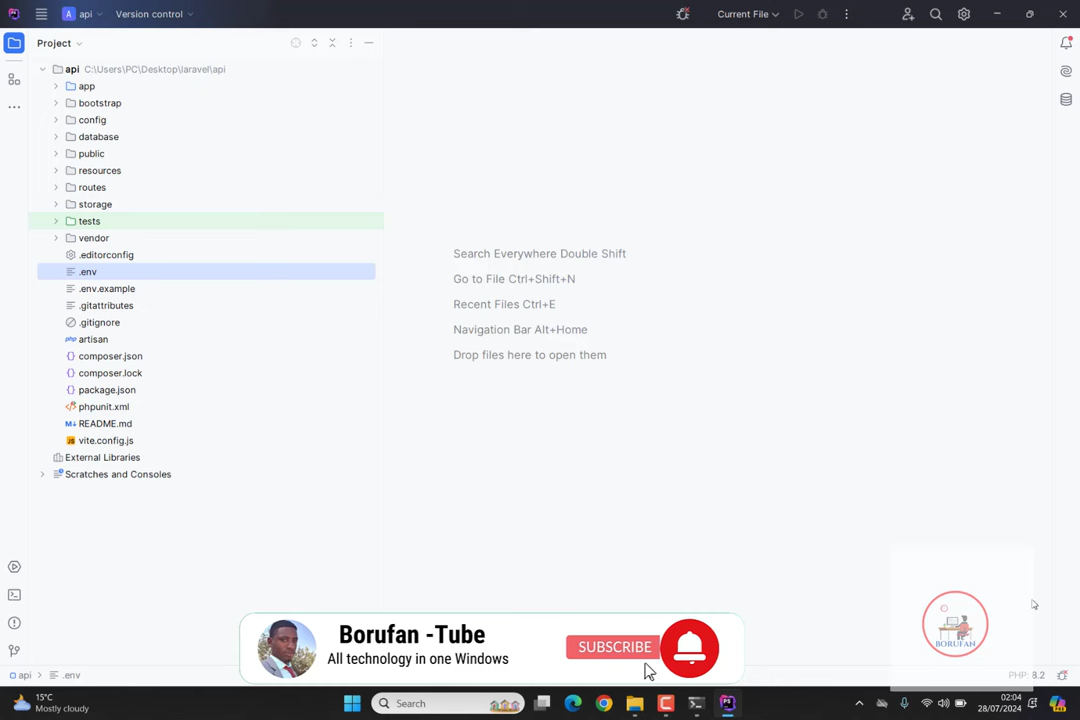 api
Version control
Current File
Project
api C:\Users\PC\Desktop\laravel\api
app
bootstrap
config
database
public
resources
routes
storage
tests
vendor
.editorconfig
.env
.env.example
.gitattributes
.gitignore
php artisan
composer.json
composer.lock
package.json
phpunit.xml
M↓ README.md
JS vite.config.js
External Libraries
Scratches and Consoles
Search Everywhere Double Shift
Go to File Ctrl+Shift+N
Recent Files Ctrl+E
Navigation Bar Alt+Home
Drop files here to open them
Borufan -Tube
All technology in one Windows
SUBSCRIBE
BORUFAN
api > .env
PHP: 8.2
15°C
Mostly cloudy
Search
02:04
28/07/2024